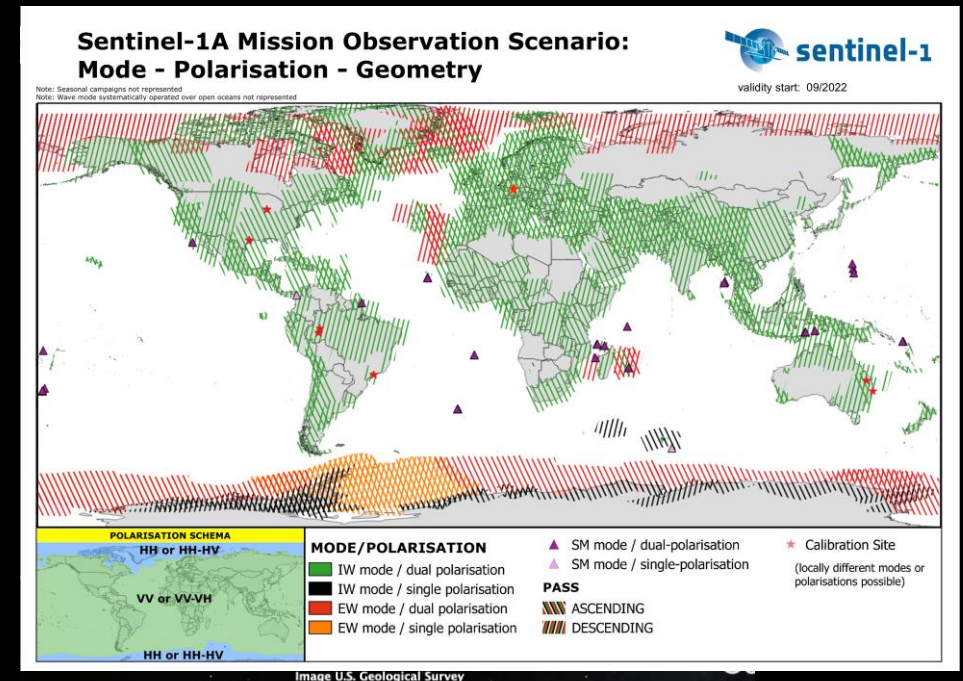 Sentinel-1A Mission Observation Scenario:
Mode - Polarisation - Geometry
sentinel-1
Note: Seasonal campaigns not represented
Note: Wave mode systematically operated over open oceans not represented
validity start: 09/2022
POLARISATION SCHEMA
HH or HH-HV
VV or VV-VH
HH or HH-HV
MODE/POLARISATION
IW mode / dual polarisation
IW mode / single polarisation
EW mode / dual polarisation
EW mode / single polarisation
SM mode / dual-polarisation
SM mode / single-polarisation
PASS
ASCENDING
DESCENDING
Calibration Site
(locally different modes or
polarisations possible)
Image U.S. Geological Survey